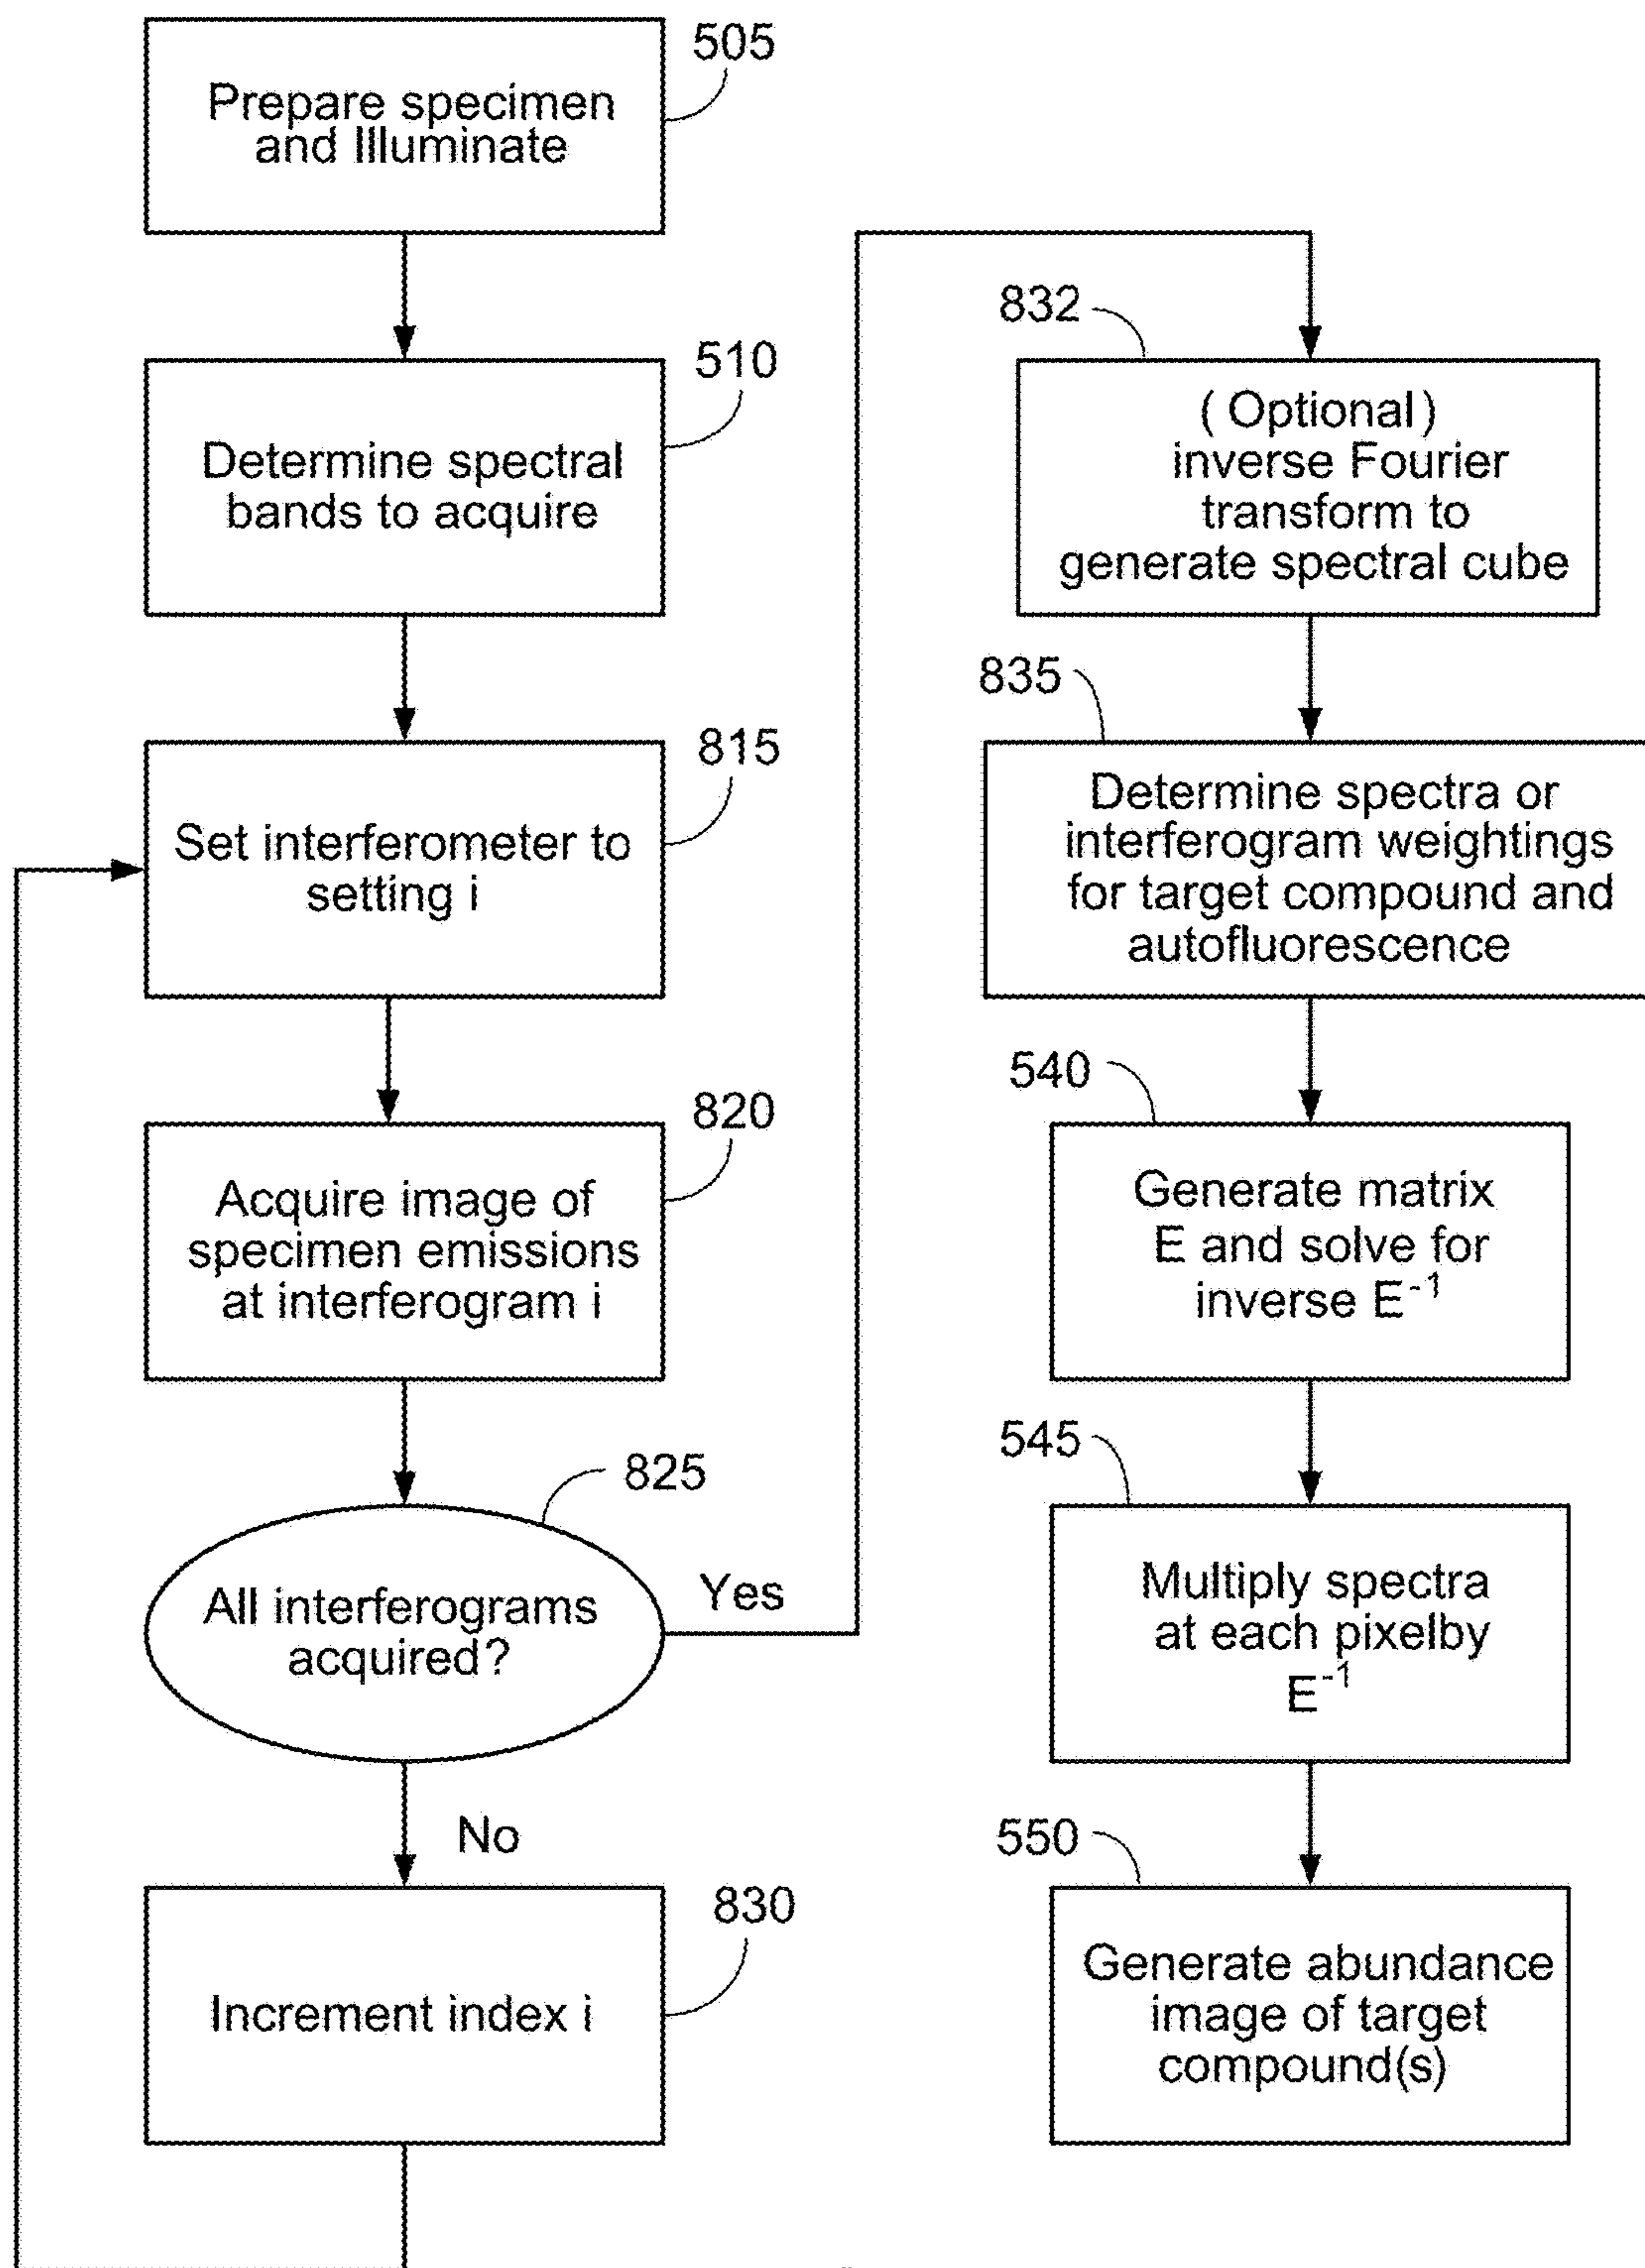 505
Prepare specimen
and Illuminate
510
Determine spectral
bands to acquire
815
Set interferometer to
setting i
820
Acquire image of
specimen emissions
at interferogram i
825
All interferograms
acquired?
Yes
No
830
Increment index i
832
( Optional )
inverse Fourier
transform to
generate spectral cube
835
Determine spectra or
interferogram weightings
for target compound and
autofluorescence
540
Generate matrix
E and solve for
inverse E⁻¹
545
Multiply spectra
at each pixelby
E⁻¹
550
Generate abundance
image of target
compound(s)